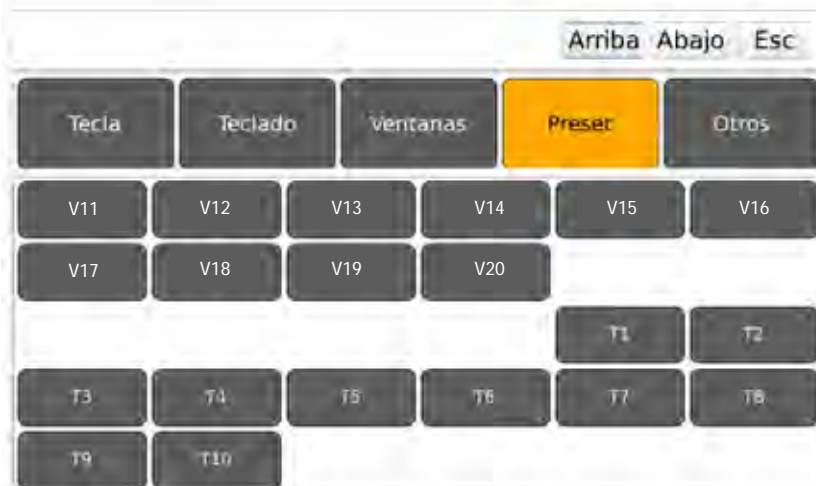 Arriba Abajo Esc
Tecla Teclado Ventanas Preset Otros
V11 V12 V13 V14 V15 V16
V17 V18 V19 V20
T1 T2
T3 T4 T5 T6 T7 T8
T9 T10